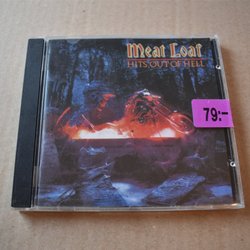 Meat Loaf
HITS OUT OF HELL
79:-